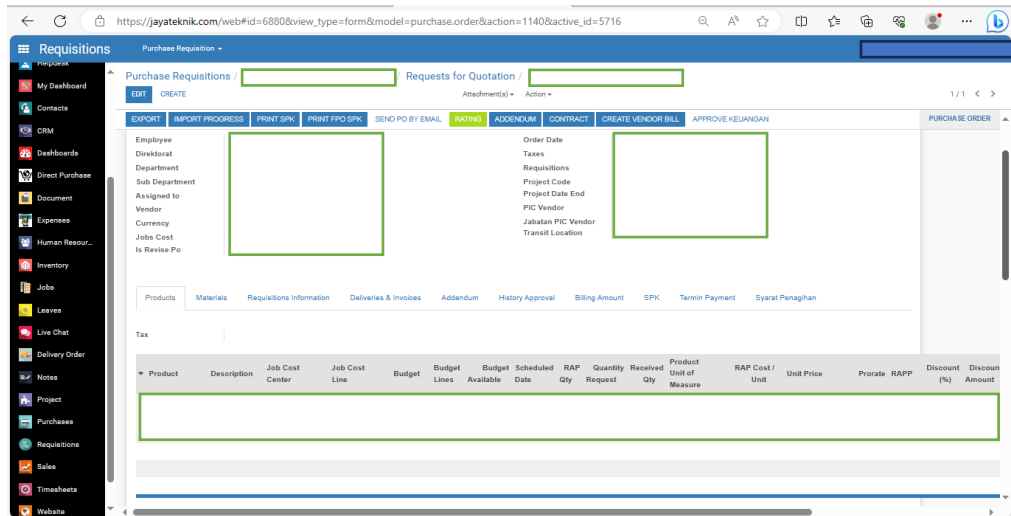 https://jayateknik.com/web#id=6880&view_type=form&model=purchase.order&action=1140&active_id=5716
Requisitions
Purchase Requisition
Helpdesk
My Dashboard
Contacts
CRM
Dashboards
Direct Purchase
Document
Expenses
Human Resour...
Inventory
Jobs
Leaves
Live Chat
Delivery Order
Notes
Project
Purchases
Requisitions
Sales
Timesheets
Website
Purchase Requisitions / / Requests for Quotation /
EDIT CREATE Attachment(s) Action 1/1
EXPORT IMPORT PROGRESS PRINT SPK PRINT FPO SPK SEND PO BY EMAIL RATING ADDENDUM CONTRACT CREATE VENDOR BILL APPROVE KEUANGAN PURCHASE ORDER
Employee
Direktorat
Department
Sub Department
Assigned to
Vendor
Currency
Jobs Cost
Is Revise Po
Order Date
Taxes
Requisitions
Project Code
Project Date End
PIC Vendor
Jabatan PIC Vendor
Transit Location
Products Materials Requisitions Information Deliveries & Invoices Addendum History Approval Billing Amount SPK Termin Payment Syarat Penagihan
Tax
Product Description Job Cost Center Job Cost Line Budget Budget Lines Budget Available Scheduled Date RAP Qty Quantity Request Received Qty Product Unit of Measure RAP Cost / Unit Unit Price Prorate RAPP Discount (%) Discoun Amount